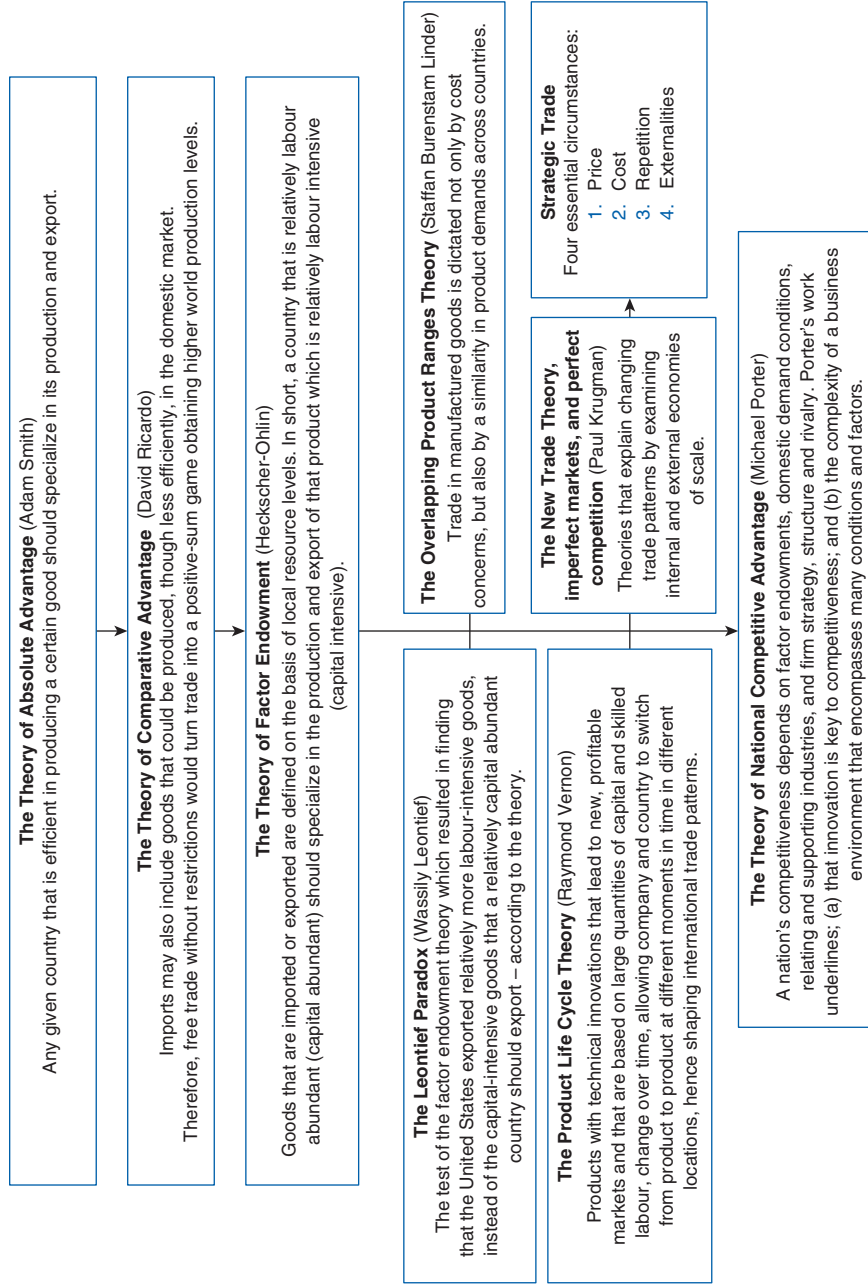 The Theory of Absolute Advantage (Adam Smith)
Any given country that is efficient in producing a certain good should specialize in its production and export.
The Theory of Comparative Advantage (David Ricardo)
Imports may also include goods that could be produced, though less efficiently, in the domestic market.
Therefore, free trade without restrictions would turn trade into a positive-sum game obtaining higher world production levels.
The Theory of Factor Endowment (Heckscher-Ohlin)
Goods that are imported or exported are defined on the basis of local resource levels. In short, a country that is relatively labour
abundant (capital abundant) should specialize in the production and export of that product which is relatively labour intensive
(capital intensive).
The Leontief Paradox (Wassily Leontief)
The test of the factor endowment theory which resulted in finding
that the United States exported relatively more labour-intensive goods,
instead of the capital-intensive goods that a relatively capital abundant
country should export – according to the theory.
The Overlapping Product Ranges Theory (Staffan Burenstam Linder)
Trade in manufactured goods is dictated not only by cost
concerns, but also by a similarity in product demands across countries.
The Product Life Cycle Theory (Raymond Vernon)
Products with technical innovations that lead to new, profitable
markets and that are based on large quantities of capital and skilled
labour, change over time, allowing company and country to switch
from product to product at different moments in time in different
locations, hence shaping international trade patterns.
The New Trade Theory,
imperfect markets, and perfect
competition (Paul Krugman)
Theories that explain changing
trade patterns by examining
internal and external economies
of scale.
Strategic Trade
Four essential circumstances:
1. Price
2. Cost
3. Repetition
4. Externalities
The Theory of National Competitive Advantage (Michael Porter)
A nation's competitiveness depends on factor endowments, domestic demand conditions,
relating and supporting industries, and firm strategy, structure and rivalry. Porter's work
underlines; (a) that innovation is key to competitiveness; and (b) the complexity of a business
environment that encompasses many conditions and factors.